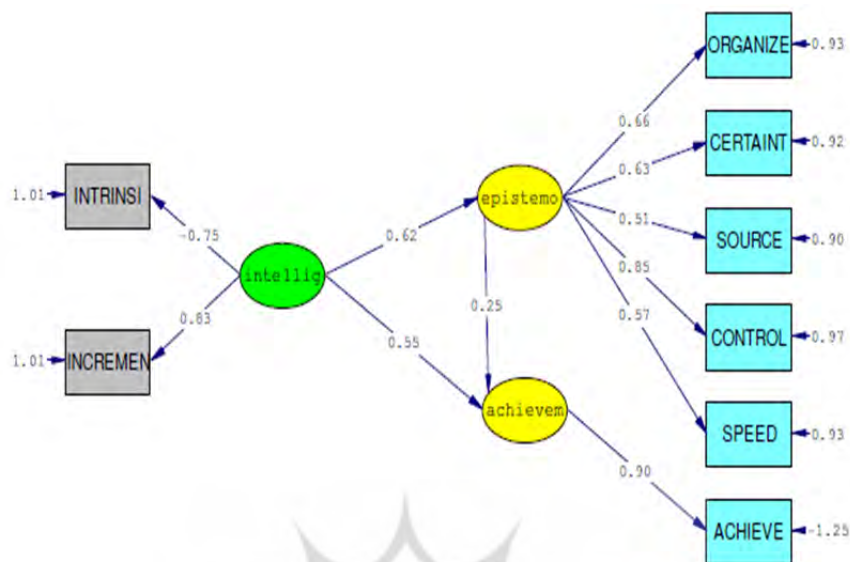 ORGANIZE
0.93
0.66
CERTAINT
0.92
0.63
1.01
INTRINSI
epistemo
0.51
SOURCE
0.90
-0.75
0.62
0.85
intellig
0.25
0.57
CONTROL
0.97
0.83
0.55
1.01
INCREMEN
achievem
SPEED
0.93
0.90
ACHIEVE
-1.25